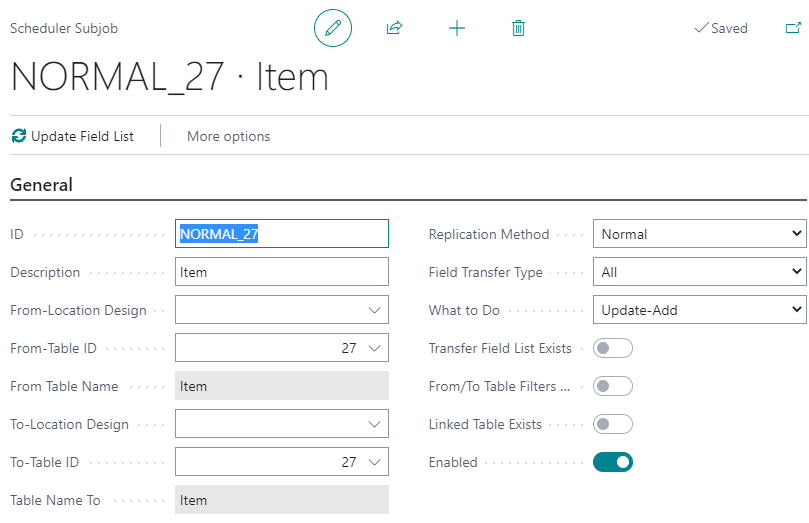 Scheduler Subjob
Saved
NORMAL_27 · Item
Update Field List
More options
General
ID
NORMAL_27
Description
Item
From-Location Design
From-Table ID
27
From Table Name
Item
To-Location Design
To-Table ID
27
Table Name To
Item
Replication Method
Normal
Field Transfer Type
All
What to Do
Update-Add
Transfer Field List Exists
From/To Table Filters ...
Linked Table Exists
Enabled